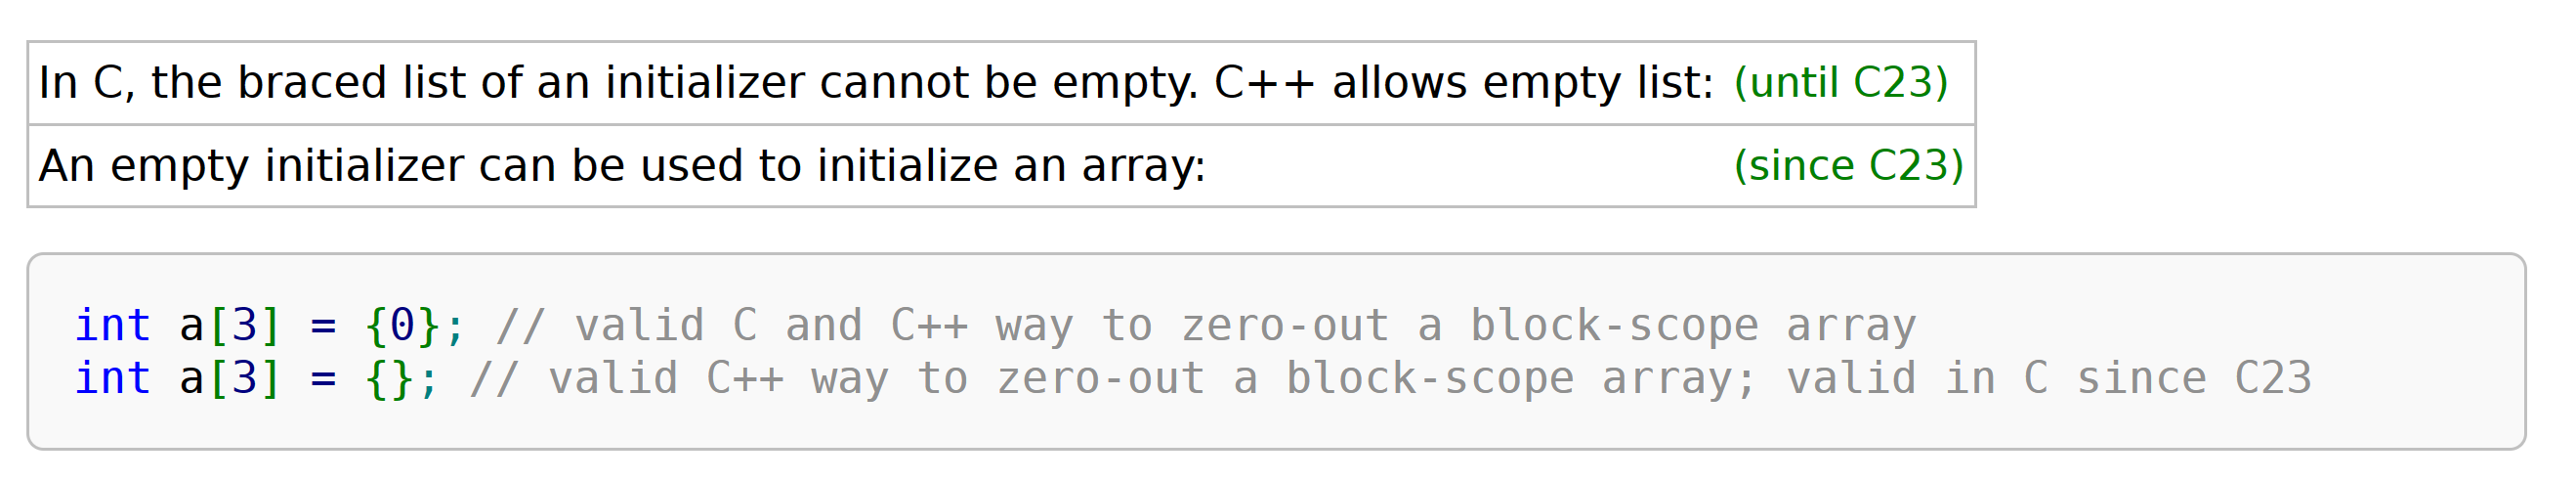 In C, the braced list of an initializer cannot be empty. C++ allows empty list: (until C23)
An empty initializer can be used to initialize an array: (since C23)
int a[3] = {0}; // valid C and C++ way to zero-out a block-scope array
int a[3] = {}; // valid C++ way to zero-out a block-scope array; valid in C since C23